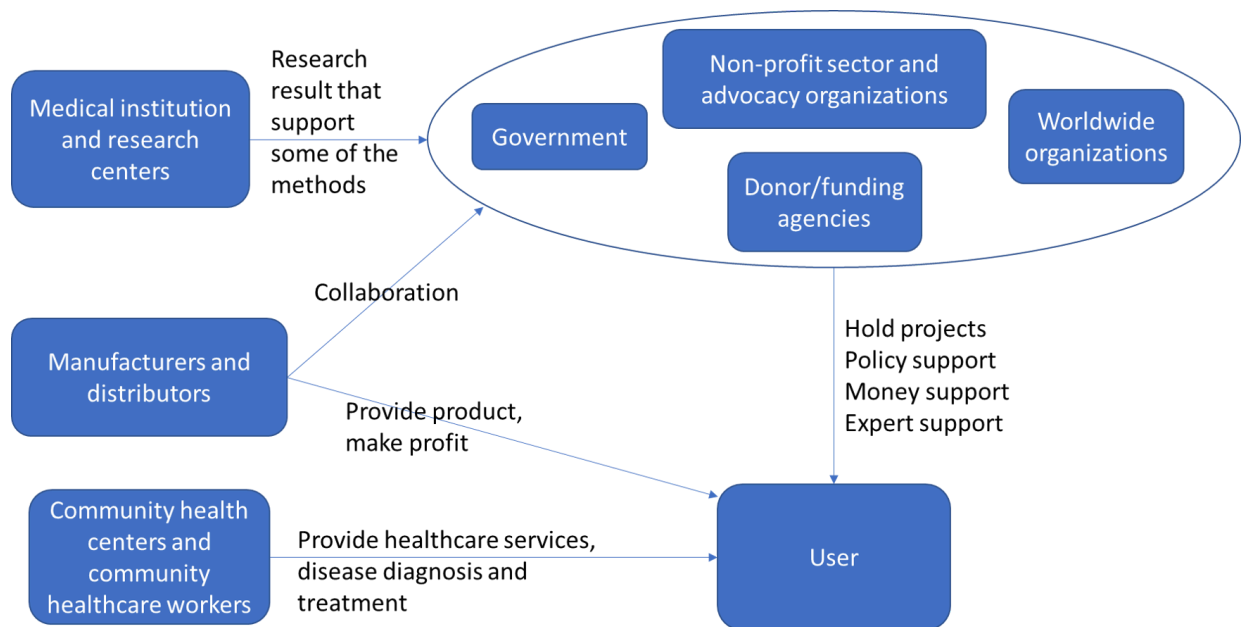 Medical institution
and research
centers
Research
result that
support
some of the
methods
Government
Non-profit sector and
advocacy organizations
Donor/funding
agencies
Worldwide
organizations
Collaboration
Manufacturers and
distributors
Provide product,
make profit
Hold projects
Policy support
Money support
Expert support
Community health
centers and
community
healthcare workers
Provide healthcare services,
disease diagnosis and
treatment
User